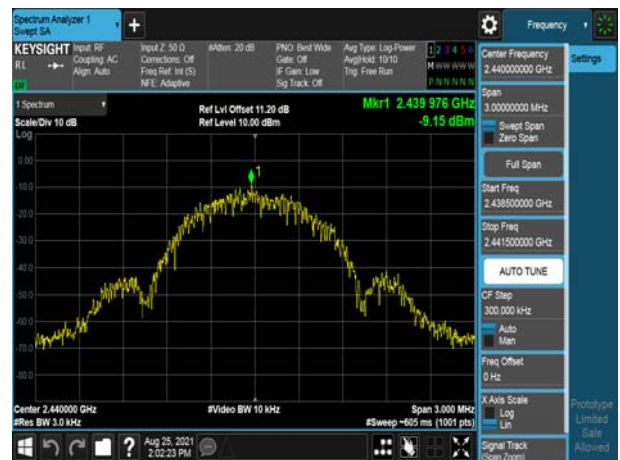 Spectrum Analyzer 1
Swept SA
Frequency
KEYSIGHT
Input: RF
Coupling: AC
Align: Auto
Input Z: 50 Ω
Corrections: Off
Freq Ref: Int (S)
NFE: Adaptive
#Atten: 20 dB
PNO: Best Wide
Gate: Off
IF Gain: Low
Sig Track: Off
Avg Type: Log-Power
Avg|Hold: 10/10
Trig: Free Run
1 2 3 4 5 6
M W W W W W
P N N N N N
RL
1 Spectrum
Ref Lvl Offset 11.20 dB
Mkr1 2.439 976 GHz
Scale/Div 10 dB
Ref Level 10.00 dBm
-9.15 dBm
Log
1
0.00
-10.0
-20.0
-30.0
-40.0
-50.0
-60.0
-70.0
-80.0
Center 2.440000 GHz
#Video BW 10 kHz
Span 3.000 MHz
#Res BW 3.0 kHz
#Sweep ~605 ms (1001 pts)
Aug 25, 2021
2:02:23 PM
?
Center Frequency
2.440000000 GHz
Settings
Span
3.00000000 MHz
Swept Span
Zero Span
Full Span
Start Freq
2.438500000 GHz
Stop Freq
2.441500000 GHz
AUTO TUNE
CF Step
300.000 kHz
Auto
Man
Freq Offset
0 Hz
X Axis Scale
Log
Lin
Signal Track
(Span Zoom)
Prototype
Limited
Sale
Allowed